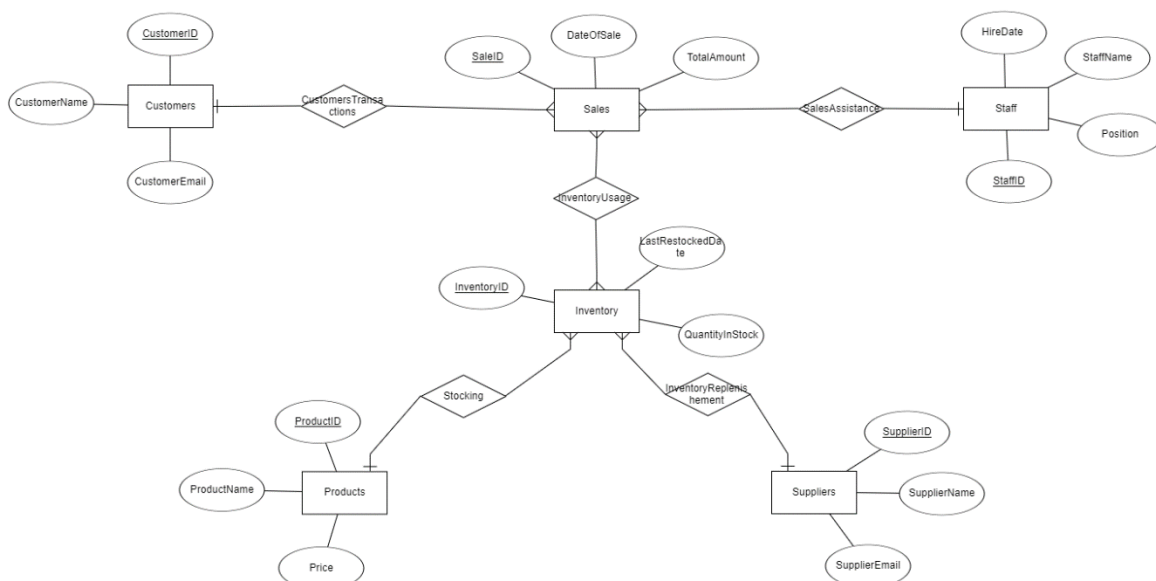 CustomerID
CustomerName
Customers
CustomerEmail
CustomersTransa
ctions
SaleID
DateOfSale
TotalAmount
Sales
SalesAssistance
HireDate
StaffName
Staff
Position
StaffID
InventoryUsage
LastRestockedDa
te
InventoryID
Inventory
QuantityInStock
Stocking
InventoryReplenis
hement
ProductID
ProductName
Products
Price
SupplierID
Suppliers
SupplierName
SupplierEmail